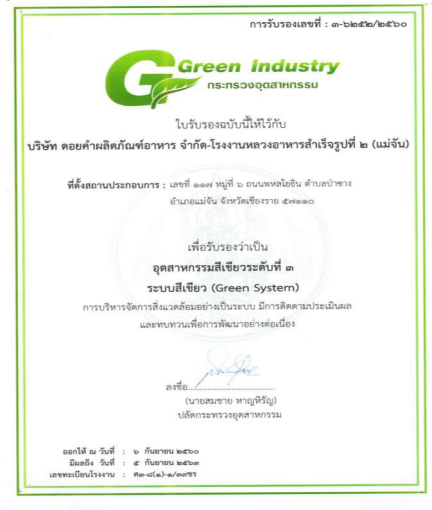 การรับรองเลขที่ : ๓-๖๒๕๒/๒๕๖๐
Green Industry
กระทรวงอุตสาหกรรม
ใบรับรองฉบับนี้ให้ไว้กับ
บริษัท ดอยคำผลิตภัณฑ์อาหาร จำกัด-โรงงานหลวงอาหารสำเร็จรูปที่ ๒ (แม่จัน)
ที่ตั้งสถานประกอบการ : เลขที่ ๑๑๗ หมู่ที่ ๖ ถนนพหลโยธิน ตำบลป่าซาง
อำเภอแม่จัน จังหวัดเชียงราย ๕๗๑๑๐
เพื่อรับรองว่าเป็น
อุตสาหกรรมสีเขียวระดับที่ ๓
ระบบสีเขียว (Green System)
การบริหารจัดการสิ่งแวดล้อมอย่างเป็นระบบ มีการติดตามประเมินผล
และทบทวนเพื่อการพัฒนาอย่างต่อเนื่อง
ลงชื่อ
(นายสมชาย หาญหิรัญ)
ปลัดกระทรวงอุตสาหกรรม
ออกให้ ณ วันที่ : ๖ กันยายน ๒๕๖๐
มีผลถึง วันที่ : ๕ กันยายน ๒๕๖๓
เลขทะเบียนโรงงาน :